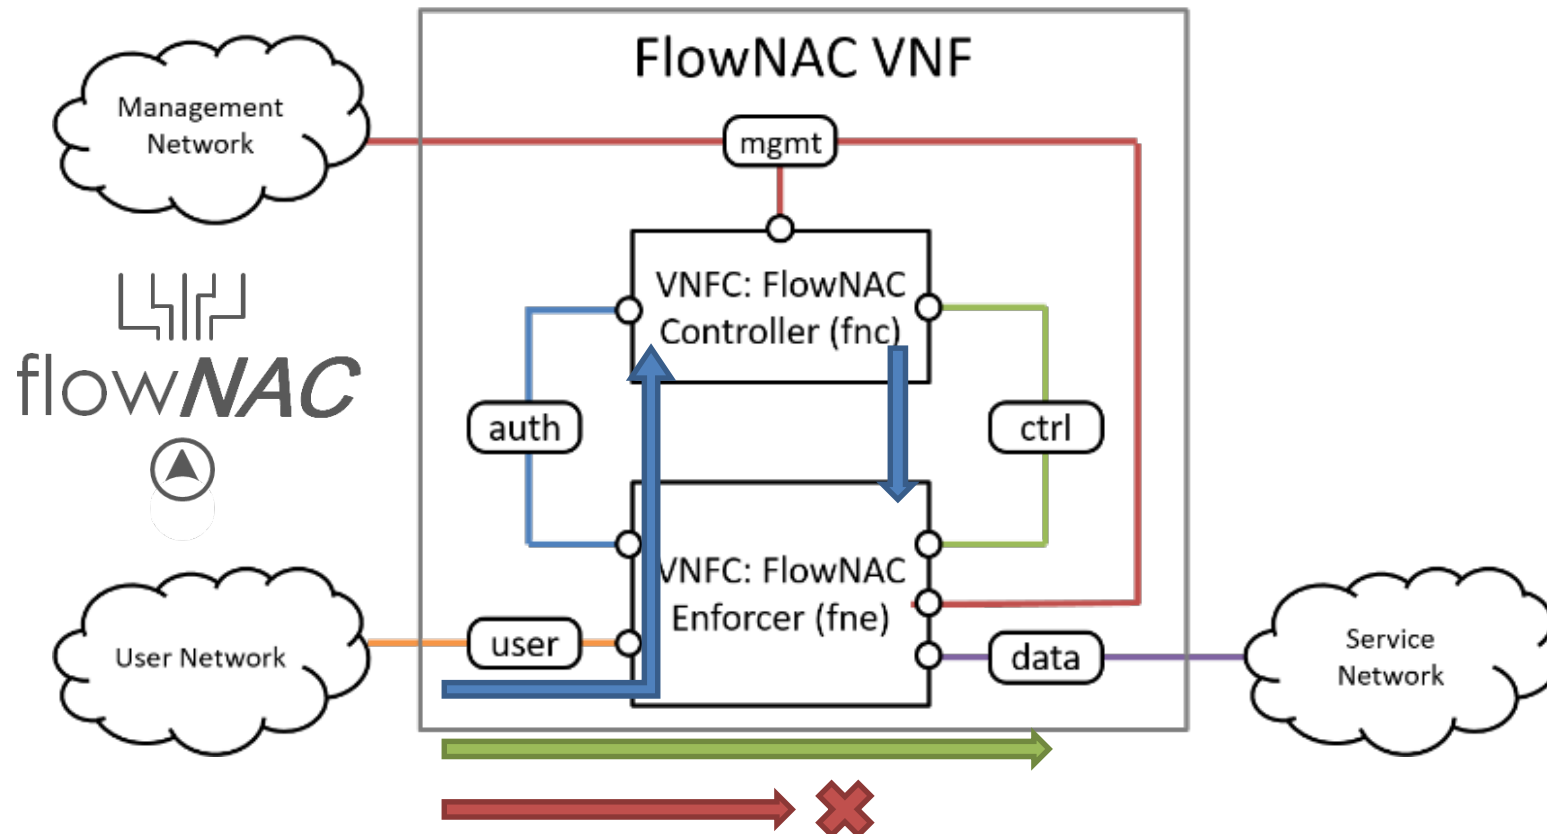 FlowNAC VNF
Management
Network
mgmt
VNFC: FlowNAC
Controller (fnc)
flowNAC
auth
ctrl
VNFC: FlowNAC
Enforcer (fne)
User Network
user
data
Service
Network